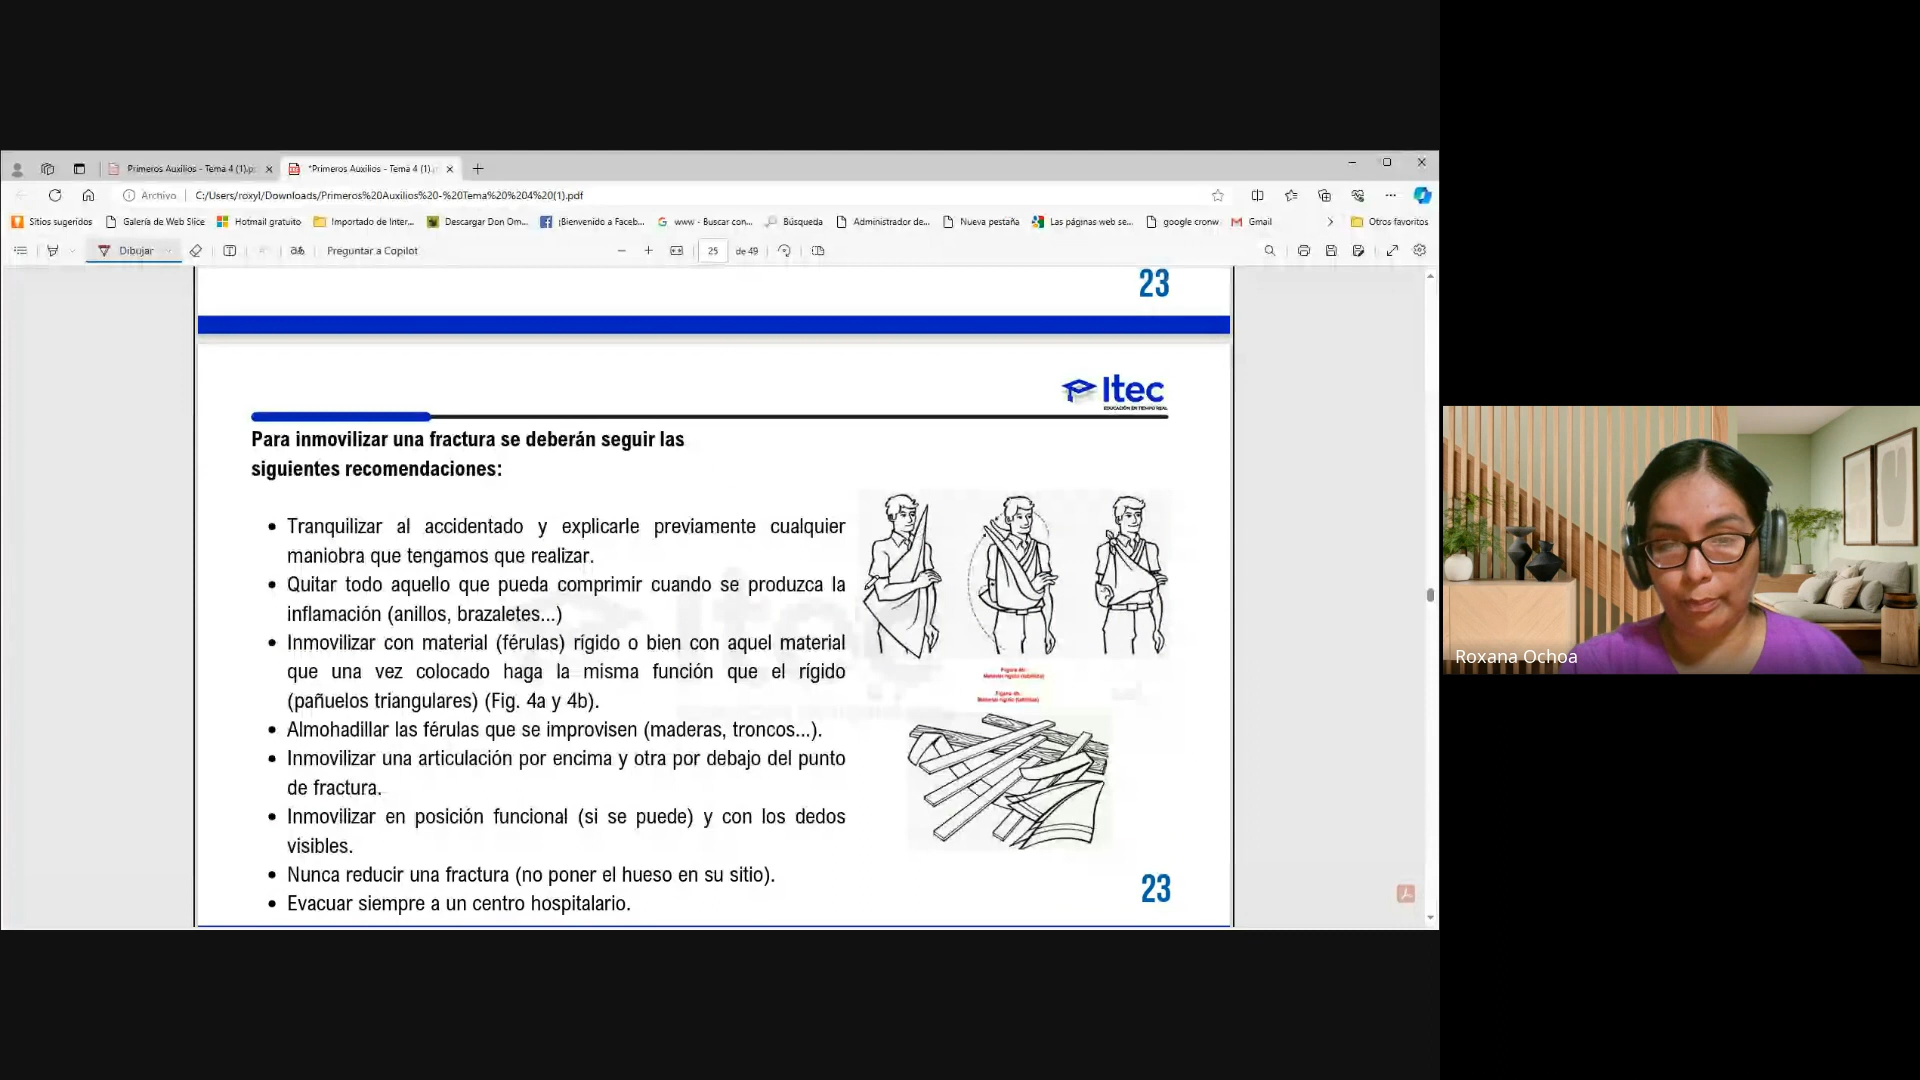 Primeros Auxilios - Tema 4 (1).p
*Primeros Auxilios - Tema 4 (1).
Archivo
C:/Users/roxyl/Downloads/Primeros%20Auxilios%20-%20Tema%20%204%20(1).pdf
Sitios sugeridos
Galería de Web Slice
Hotmail gratuito
Importado de Inter...
Descargar Don Om...
¡Bienvenido a Faceb...
www - Buscar con...
Búsqueda
Administrador de...
Nueva pestaña
Las páginas web se...
google cronw
Gmail
Otros favoritos
Dibujar
Preguntar a Copilot
25
de 49
23
Itec
EDUCACIÓN EN TIEMPO REAL
Para inmovilizar una fractura se deberán seguir las
siguientes recomendaciones:
• Tranquilizar al accidentado y explicarle previamente cualquier
maniobra que tengamos que realizar.
• Quitar todo aquello que pueda comprimir cuando se produzca la
inflamación (anillos, brazaletes...)
• Inmovilizar con material (férulas) rígido o bien con aquel material
que una vez colocado haga la misma función que el rígido
(pañuelos triangulares) (Fig. 4a y 4b).
• Almohadillar las férulas que se improvisen (maderas, troncos...).
• Inmovilizar una articulación por encima y otra por debajo del punto
de fractura.
• Inmovilizar en posición funcional (si se puede) y con los dedos
visibles.
• Nunca reducir una fractura (no poner el hueso en su sitio).
• Evacuar siempre a un centro hospitalario.
23
Roxana Ochoa